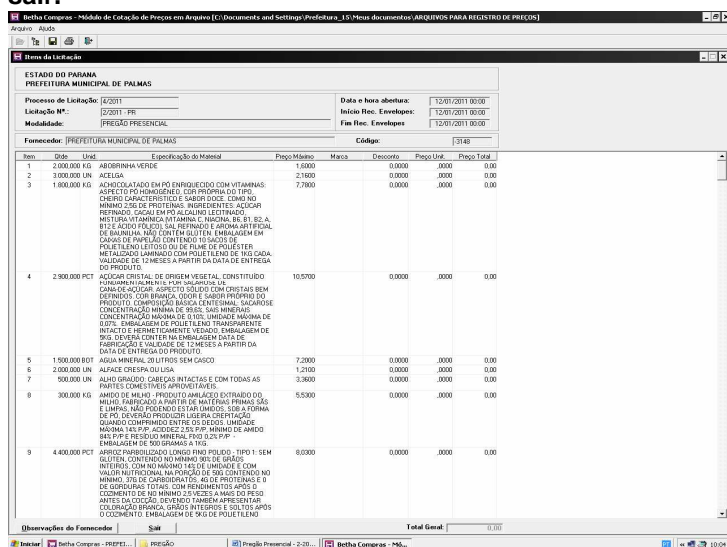 sair.
Betha Compras - Módulo de Cotação de Preços em Arquivo [C:\Documents and Settings\Prefeitura_15\Meus documentos\ARQUIVOS PARA REGISTRO DE PREÇOS]
Arquivo Ajuda
Itens da Licitação
ESTADO DO PARANA
PREFEITURA MUNICIPAL DE PALMAS
Processo de Licitação: 4/2011 Data e hora abertura: 12/01/2011 00:00
Licitação Nº.: 2/2011 - PR Início Rec. Envelopes: 12/01/2011 00:00
Modalidade: PREGÃO PRESENCIAL Fim Rec. Envelopes 12/01/2011 00:00
Fornecedor: PREFEITURA MUNICIPAL DE PALMAS Código: -3148
Item Qtde Unid. Especificação do Material Preço Máximo Marca Desconto Preço Unit. Preço Total
1 2.000,000 KG ABOBRINHA VERDE 1,6000 0,0000 ,0000 0,00
2 3.000,000 UN ACELGA 2,1600 0,0000 ,0000 0,00
3 1.800,000 KG ACHOCOLATADO EM PÓ ENRIQUECIDO COM VITAMINAS: 7,7800 0,0000 ,0000 0,00
ASPECTO PÓ HOMOGÊNEO, COR PRÓPRIA DO TIPO,
CHEIRO CARACTERÍSTICO E SABOR DOCE. COMO NO
MÍNIMO 2,5G DE PROTEÍNAS. INGREDIENTES: AÇÚCAR
REFINADO, CACAU EM PÓ ALCALINO LECITINADO,
MISTURA VITAMÍNICA (VITAMINA C, NIACINA, B6, B1, B2, A,
B12 E ÁCIDO FÓLICO), SAL REFINADO E AROMA ARTIFICIAL
DE BAUNILHA. NÃO CONTÉM GLÚTEN. EMBALAGEM EM
CAIXAS DE PAPELÃO CONTENDO 10 SACOS DE
POLIETILENO LEITOSO OU DE FILME DE POLIÉSTER
METALIZADO LAMINADO COM POLIETILENO DE 1KG CADA.
VALIDADE DE 12 MESES A PARTIR DA DATA DE ENTREGA
DO PRODUTO.
4 2.900,000 PCT AÇÚCAR CRISTAL: DE ORIGEM VEGETAL, CONSTITUÍDO 10,5700 0,0000 ,0000 0,00
FUNDAMENTALMENTE POR SACAROSE DE
CANA-DE-AÇÚCAR. ASPECTO SÓLIDO COM CRISTAIS BEM
DEFINIDOS, COR BRANCA, ODOR E SABOR PRÓPRIO DO
PRODUTO. COMPOSIÇÃO BÁSICA CENTESIMAL: SACAROSE
CONCENTRAÇÃO MÍNIMA DE 99,6%, SAIS MINERAIS
CONCENTRAÇÃO MÁXIMA DE 0,10%, UMIDADE MÁXIMA DE
0,07%. EMBALAGEM DE POLIETILENO TRANSPARENTE
INTACTO E HERMETICAMENTE VEDADO, EMBALAGEM DE
5KG. DEVERÁ CONTER NA EMBALAGEM DATA DE
FABRICAÇÃO E VALIDADE DE 12 MESES A PARTIR DA
DATA DE ENTREGA DO PRODUTO.
5 1.500,000 BOT AGUA MINERAL 20 LITROS SEM CASCO 7,2000 0,0000 ,0000 0,00
6 2.000,000 UN ALFACE CRESPA OU LISA 1,2100 0,0000 ,0000 0,00
7 500,000 UN ALHO GRAÚDO: CABEÇAS INTACTAS E COM TODAS AS 3,3600 0,0000 ,0000 0,00
PARTES COMESTÍVEIS APROVEITÁVEIS.
8 300,000 KG AMIDO DE MILHO - PRODUTO AMILÁCEO EXTRAÍDO DO 5,5300 0,0000 ,0000 0,00
MILHO, FABRICADO A PARTIR DE MATÉRIAS PRIMAS SÃS
E LIMPAS, NÃO PODENDO ESTAR ÚMIDOS, SOB A FORMA
DE PÓ, DEVERÃO PRODUZIR LIGEIRA CREPITAÇÃO
QUANDO COMPRIMIDO ENTRE OS DEDOS. UMIDADE
MÁXIMA 14% P/P, ACIDEZ 2,5% P/P, MÍNIMO DE AMIDO
84% P/P E RESÍDUO MINERAL FIXO 0,2% P/P -
EMBALAGEM DE 500 GRAMAS A 1KG.
9 4.400,000 PCT ARROZ PARBOILIZADO LONGO FINO POLIDO - TIPO 1: SEM 8,0300 0,0000 ,0000 0,00
GLÚTEN, CONTENDO NO MÍNIMO 90% DE GRÃOS
INTEIROS, COM NO MÁXIMO 14% DE UMIDADE E COM
VALOR NUTRICIONAL NA PORÇÃO DE 50G CONTENDO NO
MÍNIMO, 37G DE CARBOIDRATOS, 4G DE PROTEÍNAS E 0
DE GORDURAS TOTAIS. COM RENDIMENTOS APÓS O
COZIMENTO DE NO MÍNIMO 2,5 VEZES A MAIS DO PESO
ANTES DA COCÇÃO, DEVENDO TAMBÉM APRESENTAR
COLORAÇÃO BRANCA, GRÃOS ÍNTEGROS E SOLTOS APÓS
O COZIMENTO. EMBALAGEM DE 5KG DE POLIETILENO
Observações do Fornecedor Sair Total Geral: 0,00
Iniciar Betha Compras - PREFEI... PREGÃO Pregão Presencial - 2-20... Betha Compras - Mó... PT 10:04